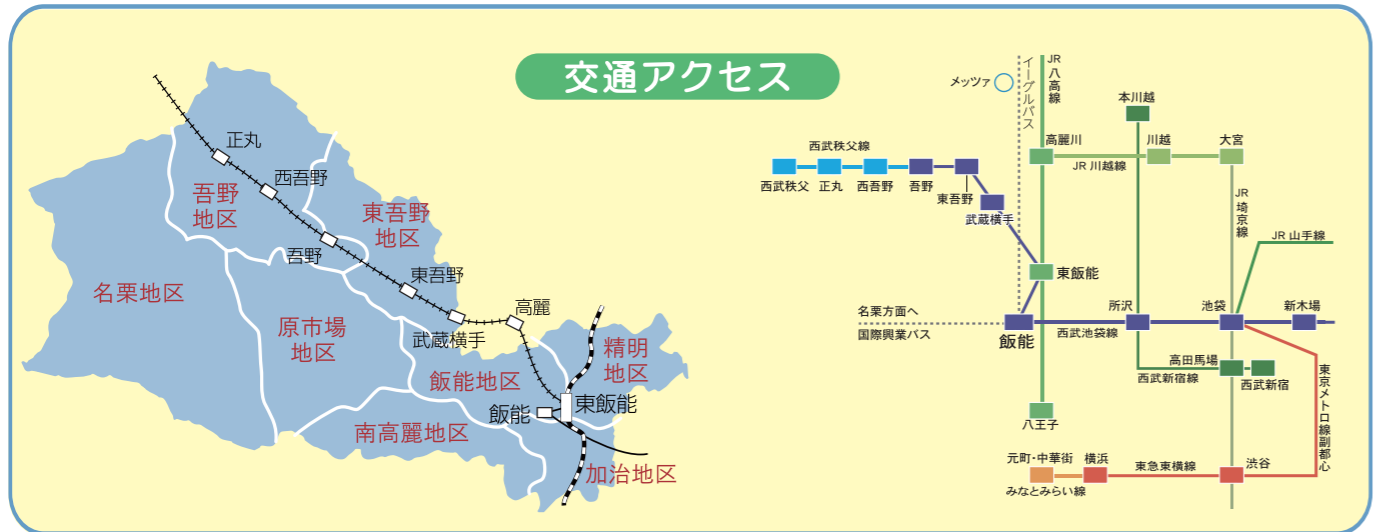 交通アクセス
正丸
西吾野
吾野
地区
東吾野
地区
吾野
東吾野
名栗地区
原市場
地区
武蔵横手
高麗
精明
地区
飯能地区
飯能
東飯能
南高麗地区
加治地区
メッツァ
イーグルバス
JR八高線
本川越
高麗川
川越
大宮
JR 川越線
西武秩父線
西武秩父
正丸
西吾野
吾野
東吾野
武蔵横手
JR埼京線
JR 山手線
東飯能
名栗方面へ
国際興業バス
飯能
所沢
西武池袋線
池袋
新木場
高田馬場
西武新宿線
西武新宿
東京メトロ線副都心
八王子
元町・中華街
横浜
東急東横線
渋谷
みなとみらい線